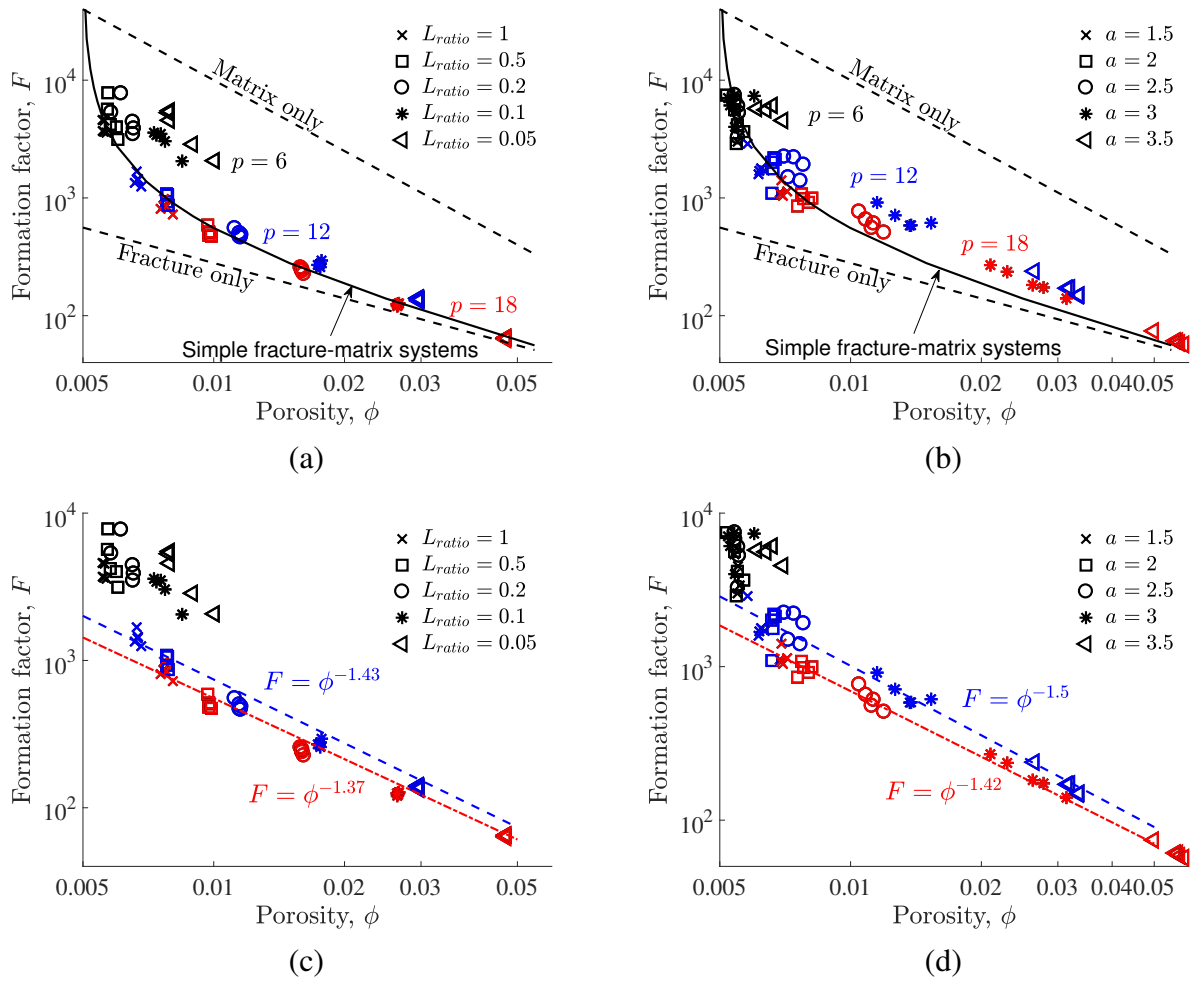 Formation factor, F
10^4
10^3
10^2
Matrix only
Fracture only
L_ratio = 1
L_ratio = 0.5
L_ratio = 0.2
L_ratio = 0.1
L_ratio = 0.05
p = 6
p = 12
p = 18
Simple fracture-matrix systems
0.005 0.01 0.02 0.03 0.05
Porosity, ϕ
(a)
Formation factor, F
10^4
10^3
10^2
Matrix only
Fracture only
a = 1.5
a = 2
a = 2.5
a = 3
a = 3.5
p = 6
p = 12
p = 18
Simple fracture-matrix systems
0.005 0.01 0.02 0.03 0.040.05
Porosity, ϕ
(b)
Formation factor, F
10^4
10^3
10^2
L_ratio = 1
L_ratio = 0.5
L_ratio = 0.2
L_ratio = 0.1
L_ratio = 0.05
F = ϕ^-1.43
F = ϕ^-1.37
0.005 0.01 0.02 0.03 0.05
Porosity, ϕ
(c)
Formation factor, F
10^4
10^3
10^2
a = 1.5
a = 2
a = 2.5
a = 3
a = 3.5
F = ϕ^-1.5
F = ϕ^-1.42
0.005 0.01 0.02 0.03 0.040.05
Porosity, ϕ
(d)